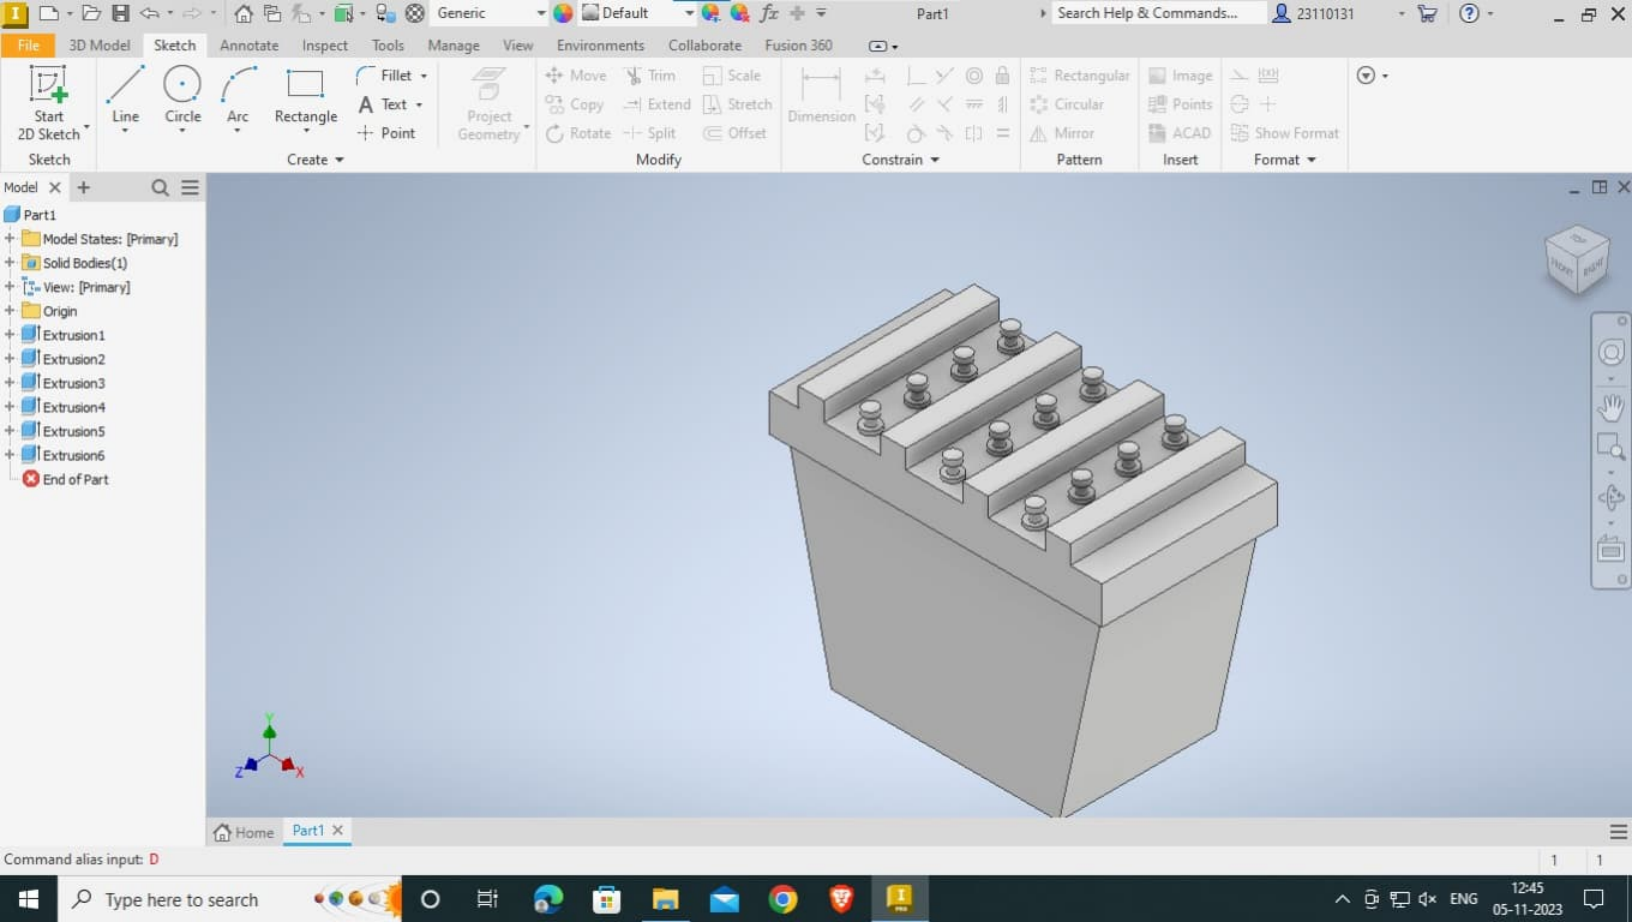 Generic
Default
Part1
Search Help & Commands...
23110131
File
3D Model
Sketch
Annotate
Inspect
Tools
Manage
View
Environments
Collaborate
Fusion 360
Start
2D Sketch
Line
Circle
Arc
Rectangle
Fillet
Text
Point
Project
Geometry
Move
Copy
Rotate
Trim
Extend
Split
Scale
Stretch
Offset
Dimension
Rectangular
Circular
Mirror
Image
Points
ACAD
Show Format
Sketch
Create
Modify
Constrain
Pattern
Insert
Format
Model
Part1
Model States: [Primary]
Solid Bodies(1)
View: [Primary]
Origin
Extrusion1
Extrusion2
Extrusion3
Extrusion4
Extrusion5
Extrusion6
End of Part
FRONT
RIGHT
Y
Z
X
Home
Part1
Command alias input: D
1
1
Type here to search
ENG
12:45
05-11-2023